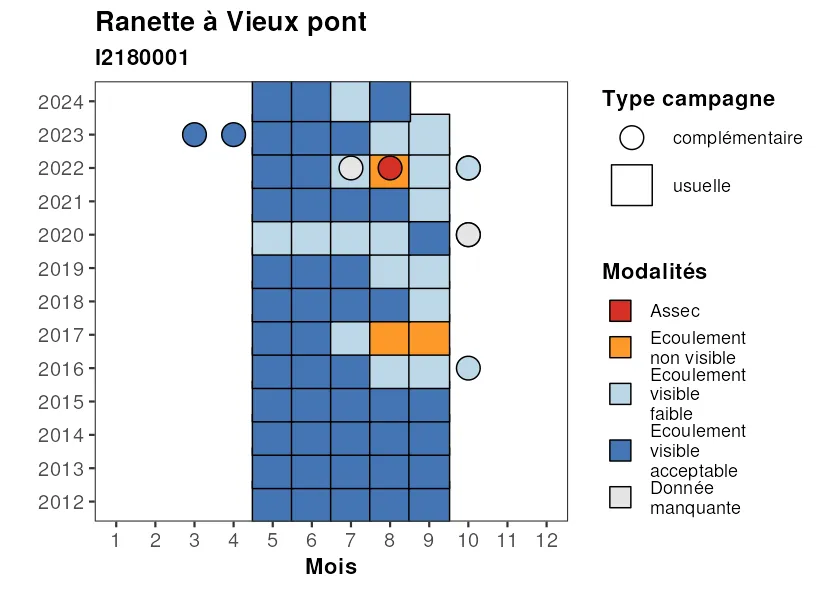 Ranette à Vieux pont
I2180001
2024
2023
2022
2021
2020
2019
2018
2017
2016
2015
2014
2013
2012
1 2 3 4 5 6 7 8 9 10 11 12
Mois
Type campagne
complémentaire
usuelle
Modalités
Assec
Ecoulement
non visible
Ecoulement
visible
faible
Ecoulement
visible
acceptable
Donnée
manquante